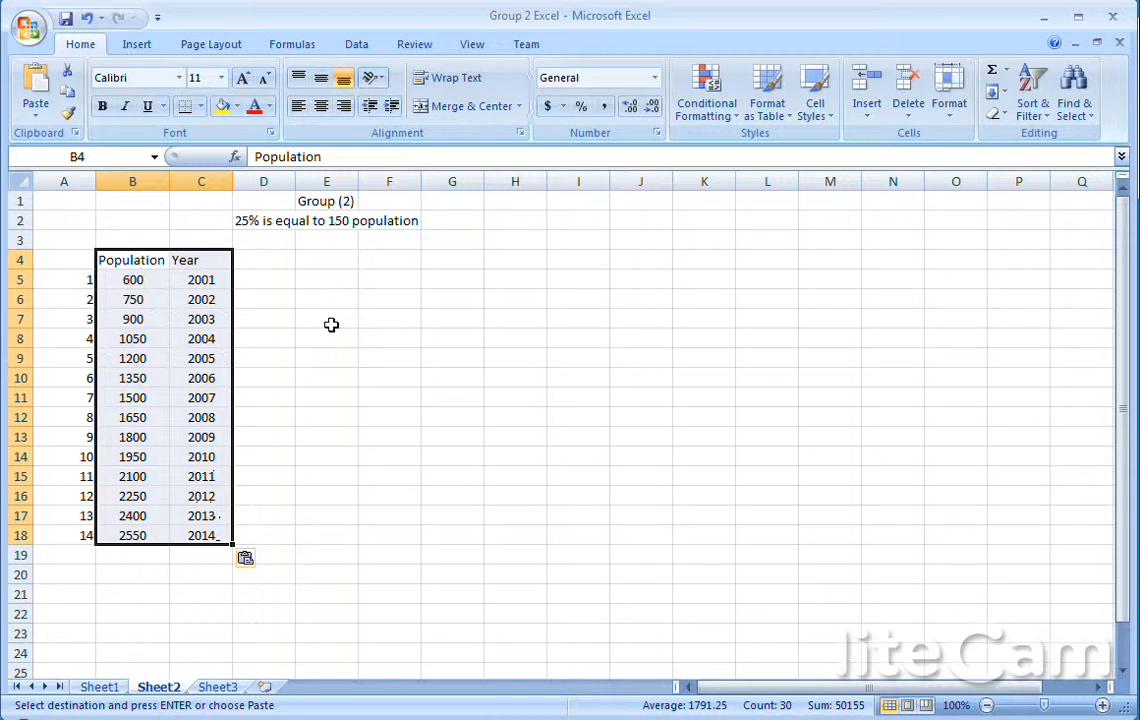 Group 2 Excel - Microsoft Excel
Home Insert Page Layout Formulas Data Review View Team
Paste Calibri 11 A A Wrap Text General Conditional Formatting Format as Table Cell Styles Insert Delete Format Σ Sort & Filter Find & Select
B I U A Merge & Center $ % , .0 .00 .00 .0
Clipboard Font Alignment Number Styles Cells Editing
B4 fx Population
A B C D E F G H I J K L M N O P Q
1 Group (2)
2 25% is equal to 150 population
3
4 Population Year
5 1 600 2001
6 2 750 2002
7 3 900 2003
8 4 1050 2004
9 5 1200 2005
10 6 1350 2006
11 7 1500 2007
12 8 1650 2008
13 9 1800 2009
14 10 1950 2010
15 11 2100 2011
16 12 2250 2012
17 13 2400 2013
18 14 2550 2014
19
20
21
22
23
24
25
liteCam
Sheet1 Sheet2 Sheet3
Select destination and press ENTER or choose Paste Average: 1791.25 Count: 30 Sum: 50155 100%